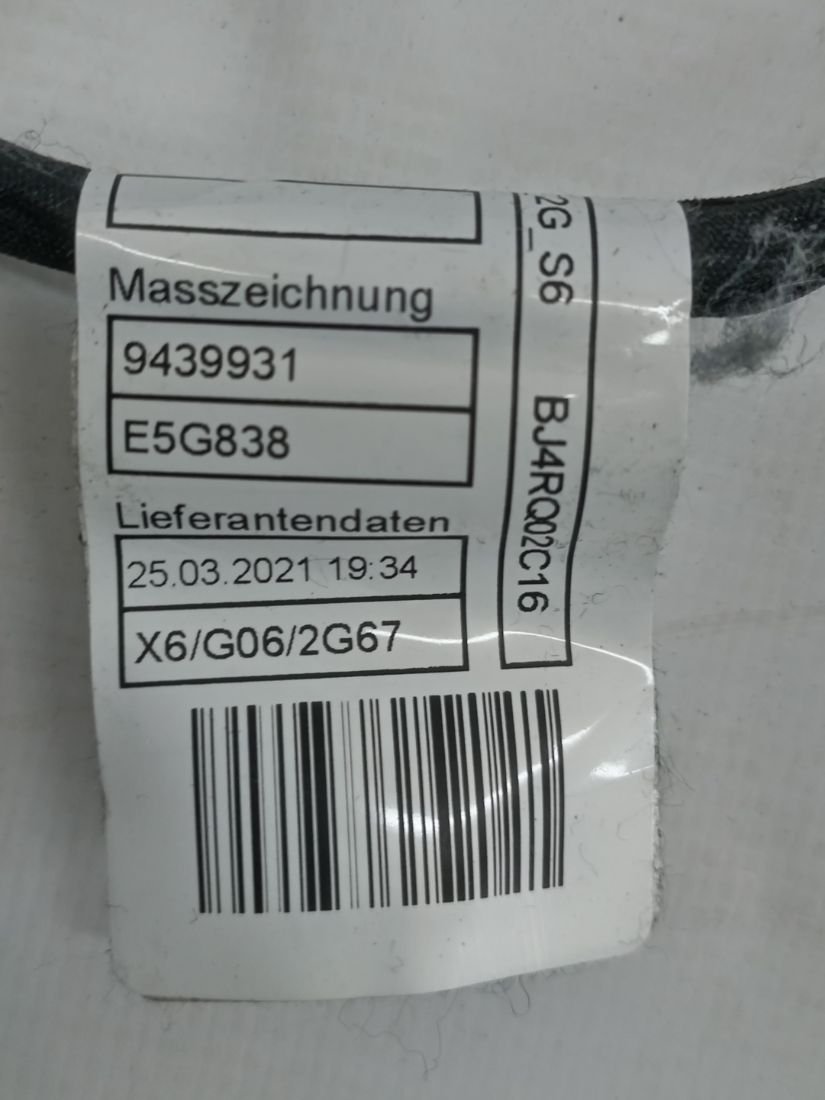 Masszeichnung
9439931
E5G838
Lieferantendaten
25.03.2021 19:34
X6/G06/2G67
2G_S6 BJ4RQ02C16